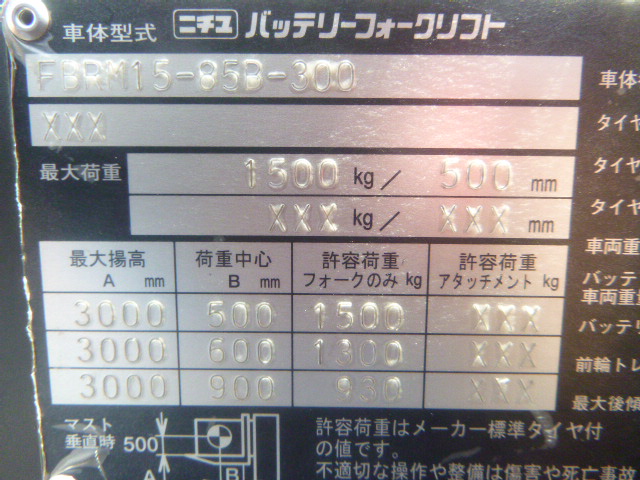 車体型式 ニチユ バッテリーフォークリフト
FBRM15-85B-300
車体
XXX
タイヤ
最大荷重 1500 kg/ 500 mm
タイ
XXX kg/ XXX mm
タイ
車両重
最大揚高 荷重中心 許容荷重 許容荷重
A mm B mm フォークのみ kg アタッチメント kg
バッテ
車両重
3000 500 1500 XXX
バッテリ
3000 600 1300 XXX
前輪トレ
3000 900 930 XXX
最大後傾
マスト
垂直時 500
A
B
許容荷重はメーカー標準タイヤ付
の値です。
不適切な操作や整備は傷害や死亡事故